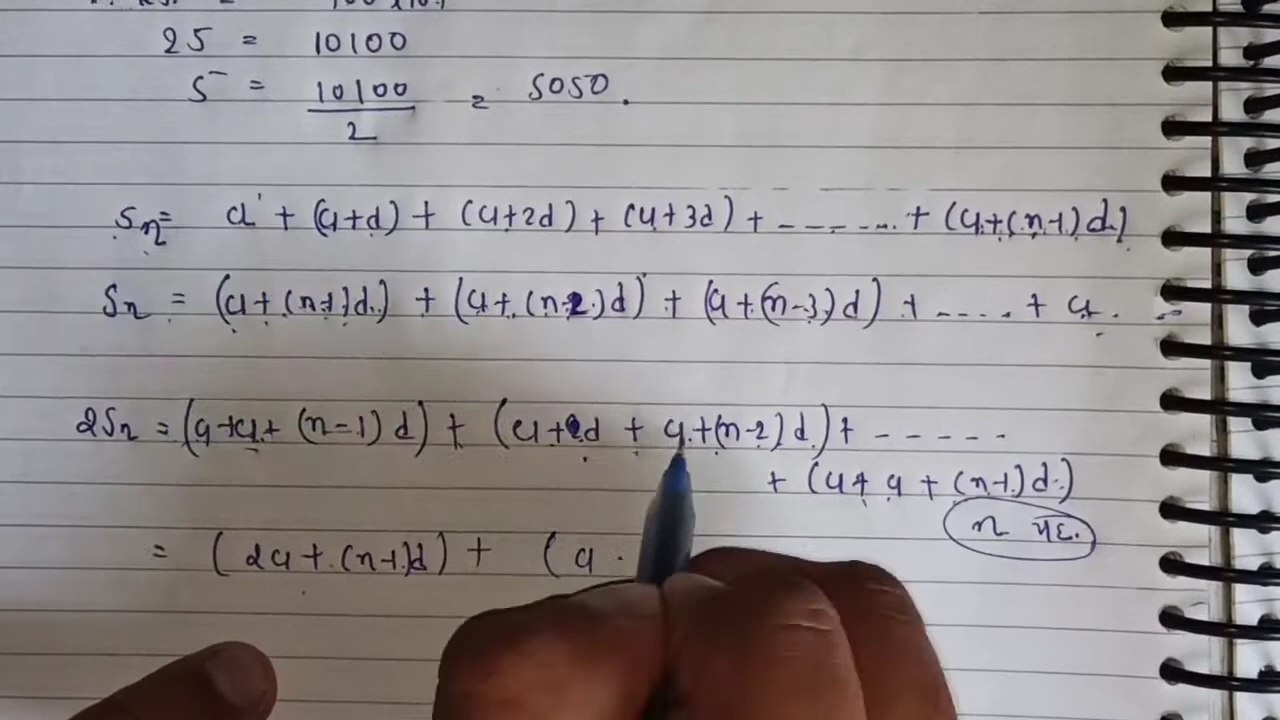 2S = 10100
S = 10100/2 = 5050.
Sn = a + (a+d) + (a+2d) + (a+3d) + ------- + (a+(n-1)d)
Sn = (a+(n-1)d) + (a+(n-2)d) + (a+(n-3)d) + ..... + a.
2Sn = (a+a+(n-1)d) + (a+d + a+(n-2)d) + -----
+ (a+a+(n-1)d)
n पद.
= (2a+(n-1)d) + (a